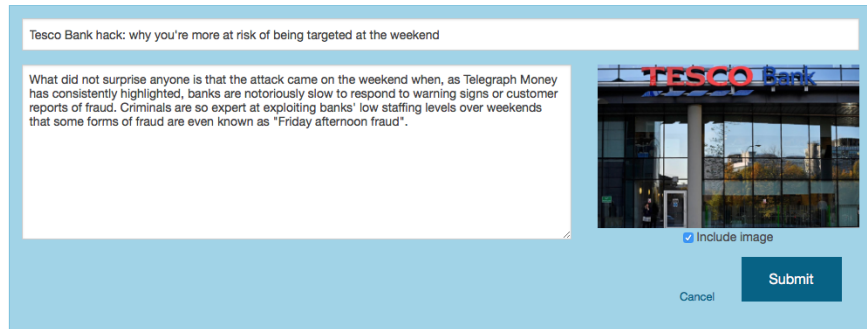 Tesco Bank hack: why you're more at risk of being targeted at the weekend
What did not surprise anyone is that the attack came on the weekend when, as Telegraph Money
has consistently highlighted, banks are notoriously slow to respond to warning signs or customer
reports of fraud. Criminals are so expert at exploiting banks' low staffing levels over weekends
that some forms of fraud are even known as "Friday afternoon fraud".
TESCO Bank
Include image
Submit
Cancel